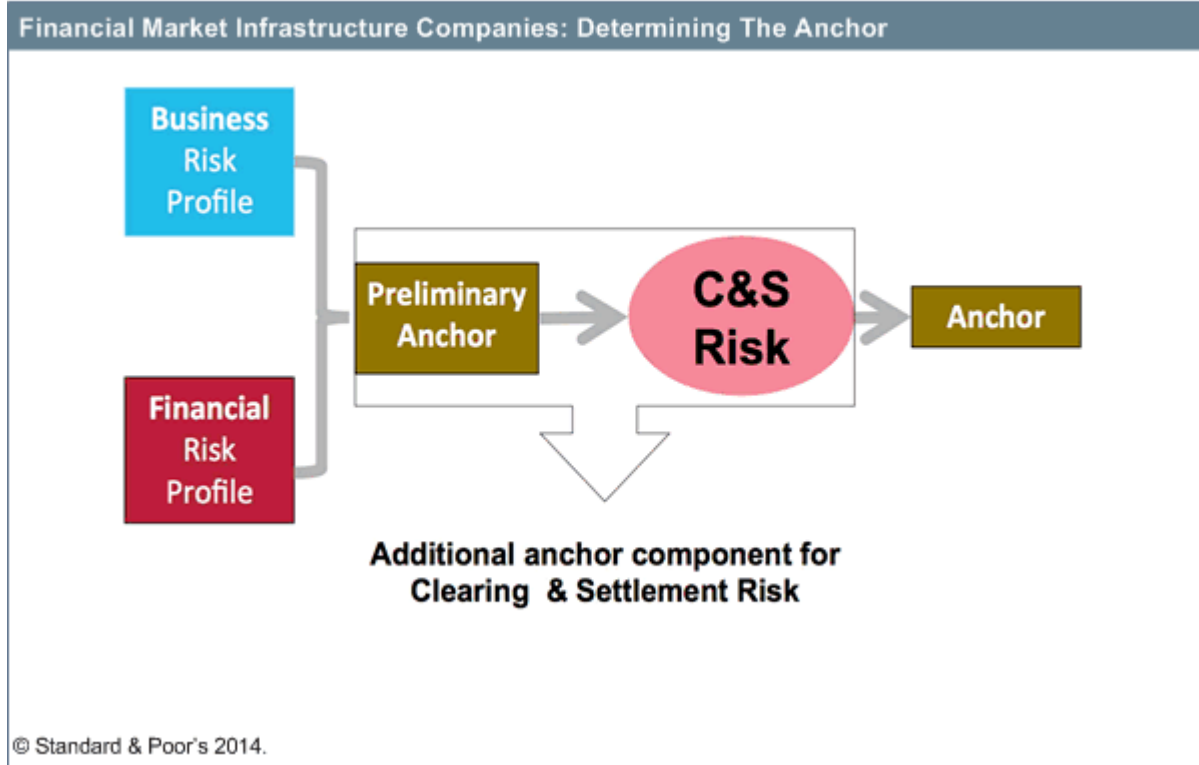 Financial Market Infrastructure Companies: Determining The Anchor
Business
Risk
Profile
Financial
Risk
Profile
Preliminary
Anchor
C&S
Risk
Anchor
Additional anchor component for
Clearing & Settlement Risk
© Standard & Poor's 2014.